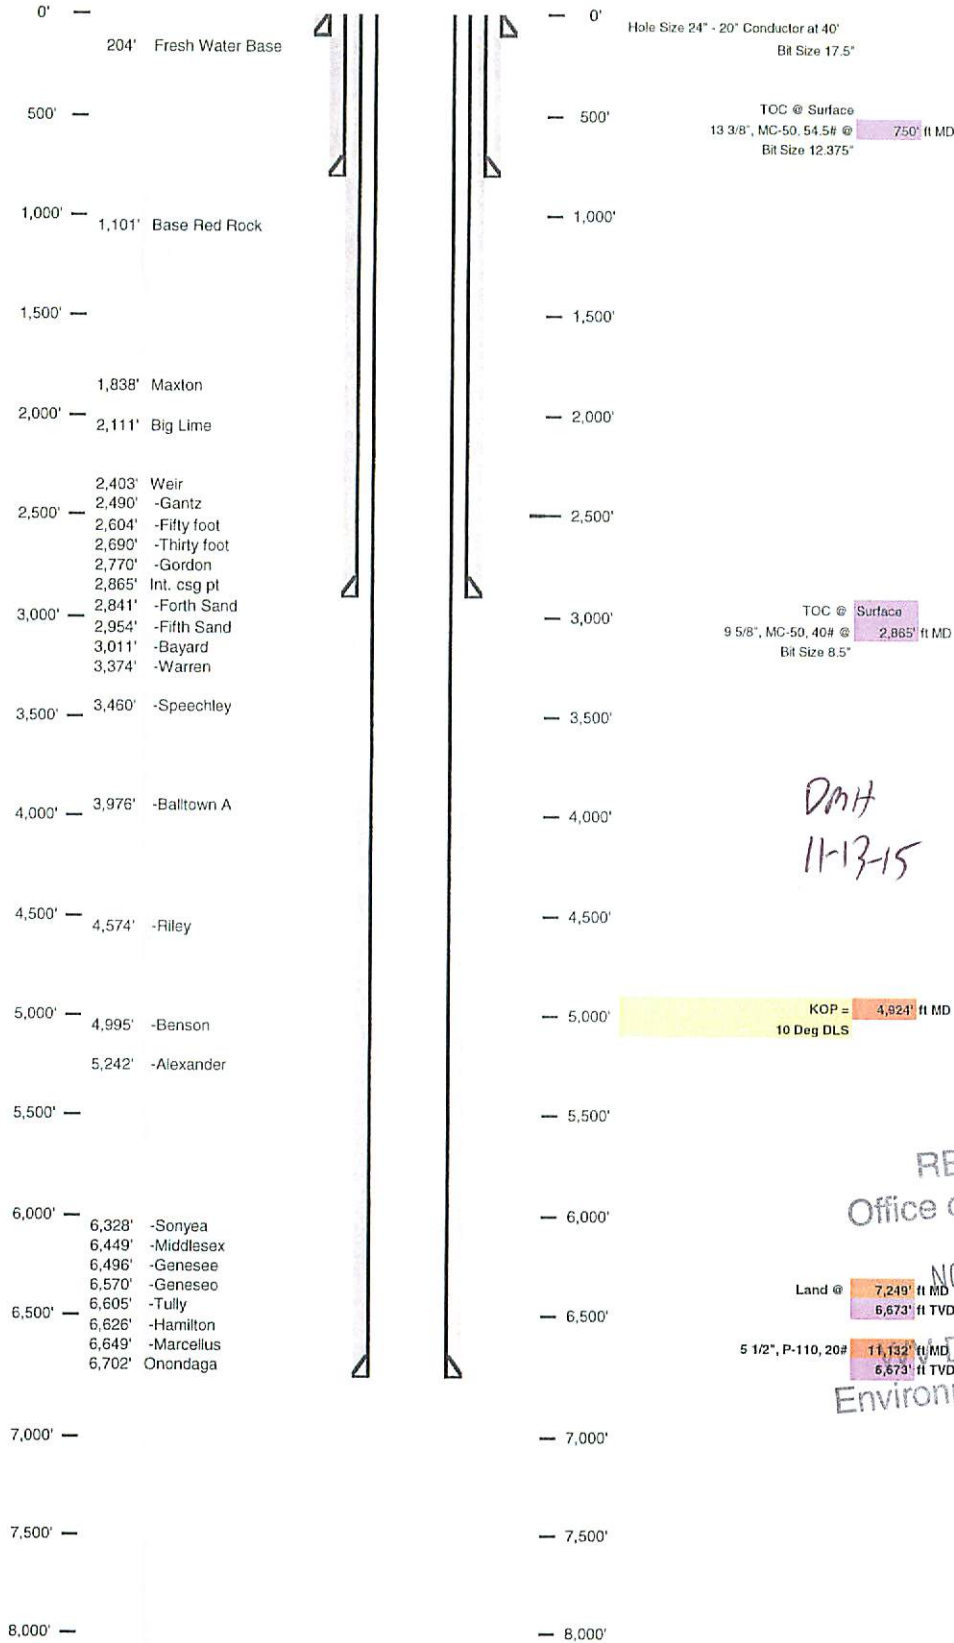 0'
204' Fresh Water Base
500'
1,000'
1,101' Base Red Rock
1,500'
1,838' Maxton
2,000'
2,111' Big Lime
2,403' Weir
2,490' -Gantz
2,500'
2,604' -Fifty foot
2,690' -Thirty foot
2,770' -Gordon
2,865' Int. csg pt
2,841' -Forth Sand
3,000'
2,954' -Fifth Sand
3,011' -Bayard
3,374' -Warren
3,460' -Speechley
3,500'
3,976' -Balltown A
4,000'
4,500'
4,574' -Riley
5,000'
4,995' -Benson
5,242' -Alexander
5,500'
6,000'
6,328' -Sonyea
6,449' -Middlesex
6,496' -Genesee
6,570' -Geneseo
6,605' -Tully
6,500'
6,626' -Hamilton
6,649' -Marcellus
6,702' Onondaga
7,000'
7,500'
8,000'
0'
500'
1,000'
1,500'
2,000'
2,500'
3,000'
3,500'
4,000'
4,500'
5,000'
5,500'
6,000'
6,500'
7,000'
7,500'
8,000'
Hole Size 24" - 20" Conductor at 40'
Bit Size 17.5"
TOC @ Surface
13 3/8", MC-50, 54.5# @ 750' ft MD
Bit Size 12.375"
TOC @ Surface
9 5/8", MC-50, 40# @ 2,865' ft MD
Bit Size 8.5"
DMH
11-13-15
KOP = 4,924' ft MD
10 Deg DLS
RE
Office o
NO
Land @ 7,249' ft MD
6,673' ft TVD
5 1/2", P-110, 20# 11,132' ft MD
6,673' ft TVD
WV D
Environ